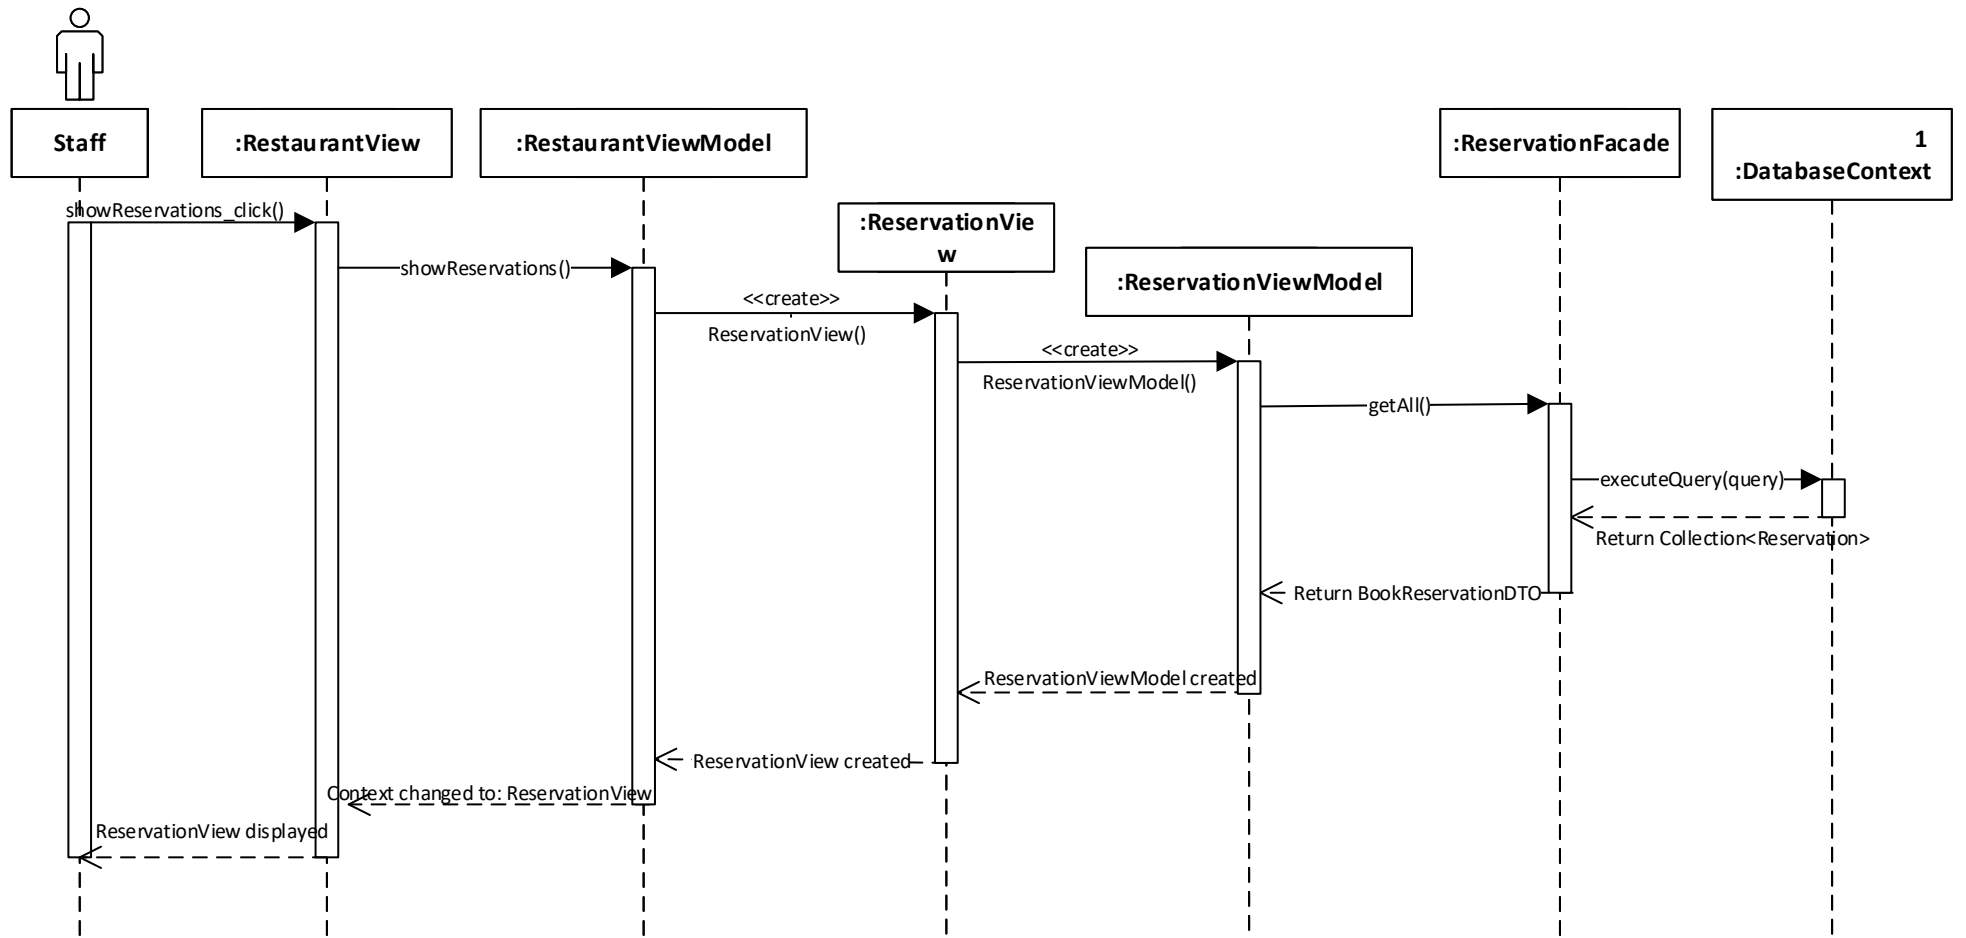 Staff
:RestaurantView
:RestaurantViewModel
:ReservationFacade
1
:DatabaseContext
showReservations_click()
:ReservationVie
w
showReservations()
:ReservationViewModel
<<create>>
ReservationView()
<<create>>
ReservationViewModel()
getAll()
executeQuery(query)
Return Collection<Reservation>
Return BookReservationDTO
ReservationViewModel created
ReservationView created
Context changed to: ReservationView
ReservationView displayed